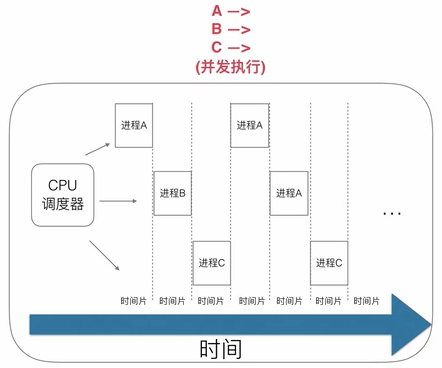 A —>
B —>
C —>
(并发执行)
进程A
进程A
CPU
调度器
进程B
进程A
...
进程C
进程C
时间片 时间片 时间片 时间片 时间片 时间片 时间片
时间